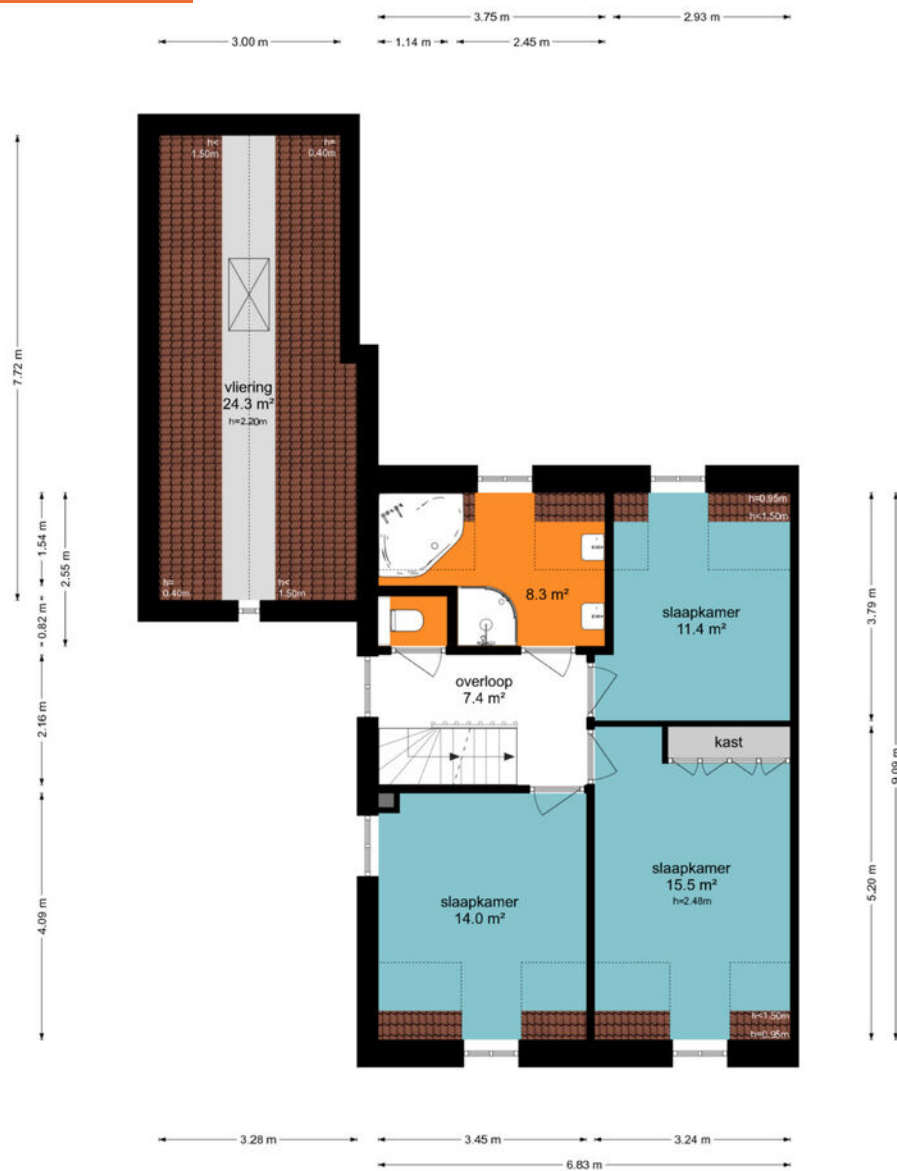 3.75 m
2.93 m
3.00 m
1.14 m
2.45 m
h<
1.50m
h=
0.40m
7.72 m
vliering
24.3 m²
h=2.20m
h=
0.40m
h<
1.50m
1.54 m
2.55 m
0.82 m
2.16 m
4.09 m
8.3 m²
h=0.95m
h<1.50m
slaapkamer
11.4 m²
3.79 m
overloop
7.4 m²
kast
9.09 m
slaapkamer
15.5 m²
h=2.48m
5.20 m
slaapkamer
14.0 m²
h<1.50m
h=0.95m
3.28 m
3.45 m
3.24 m
6.83 m